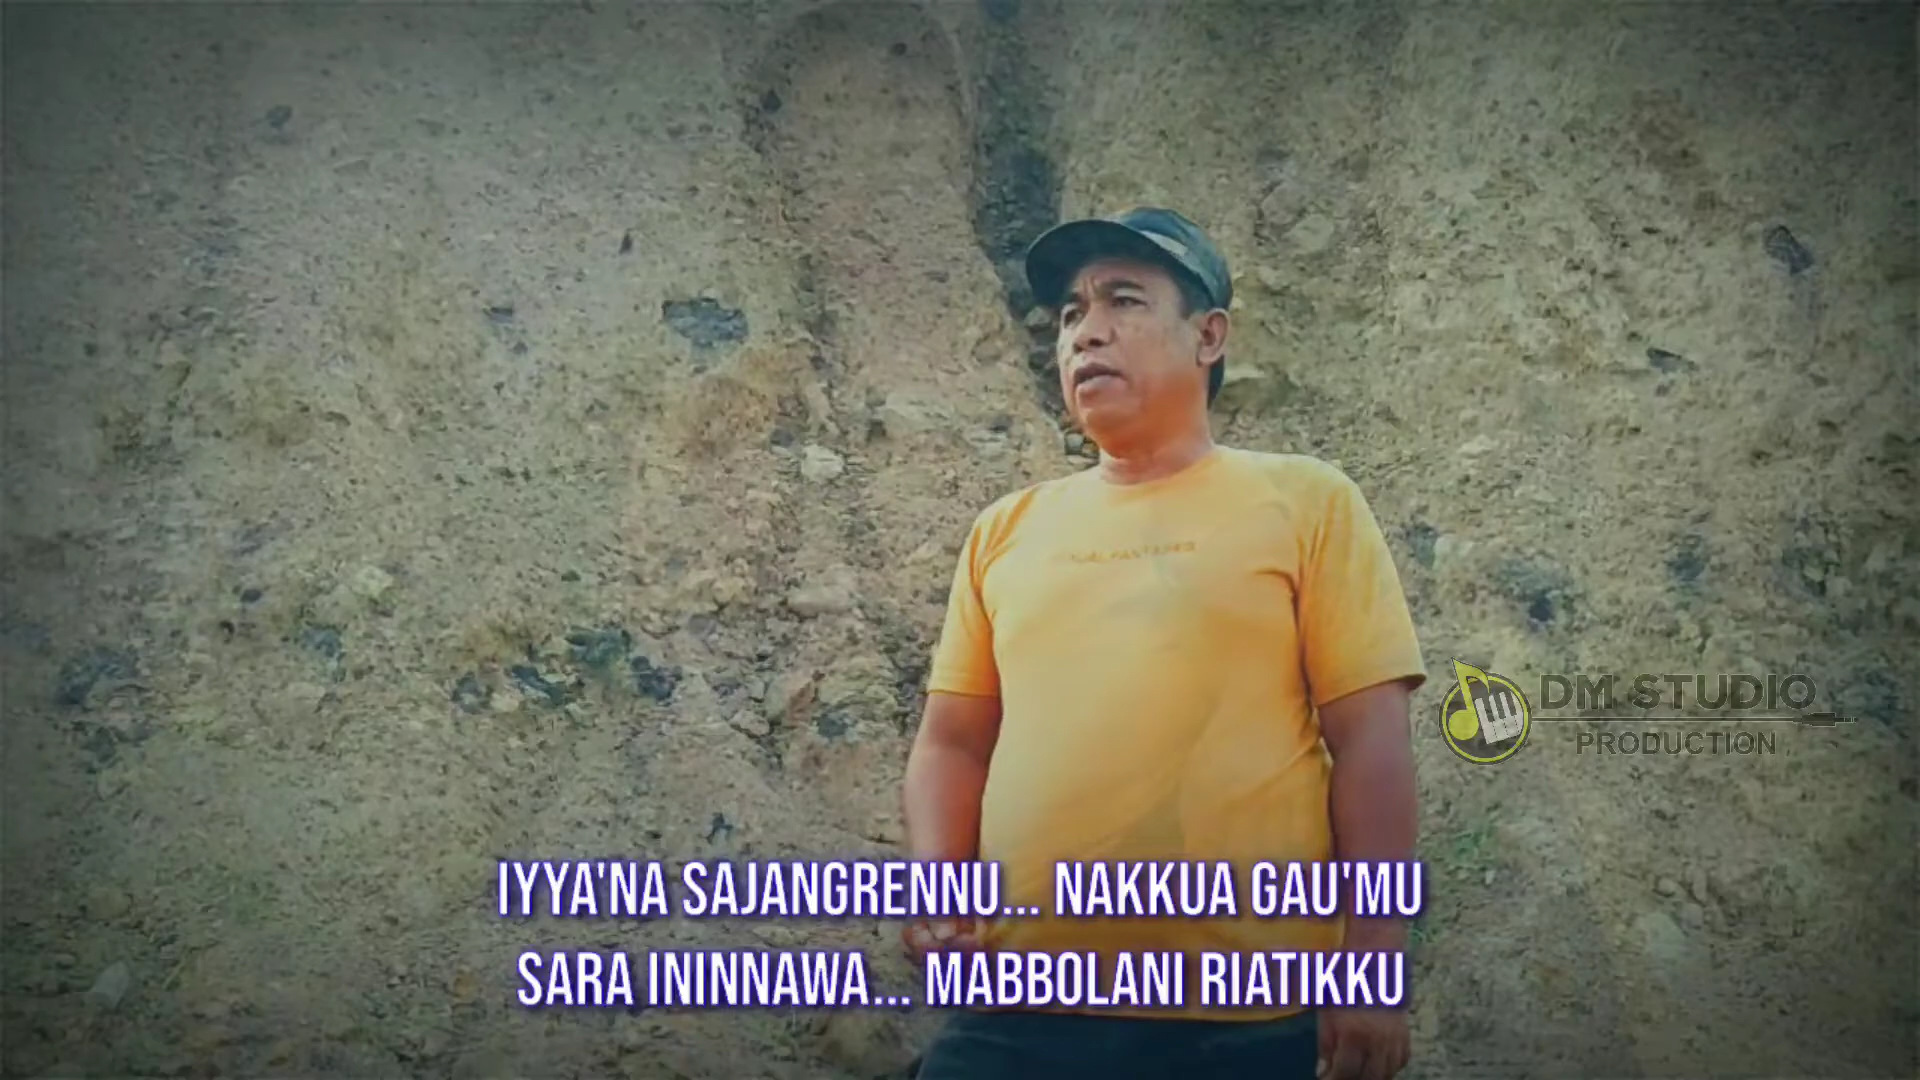 DM STUDIO
PRODUCTION
IYYA'NA SAJANGRENNU... NAKKUA GAU'MU
SARA ININNAWA... MABBOLANI RIATIKKU